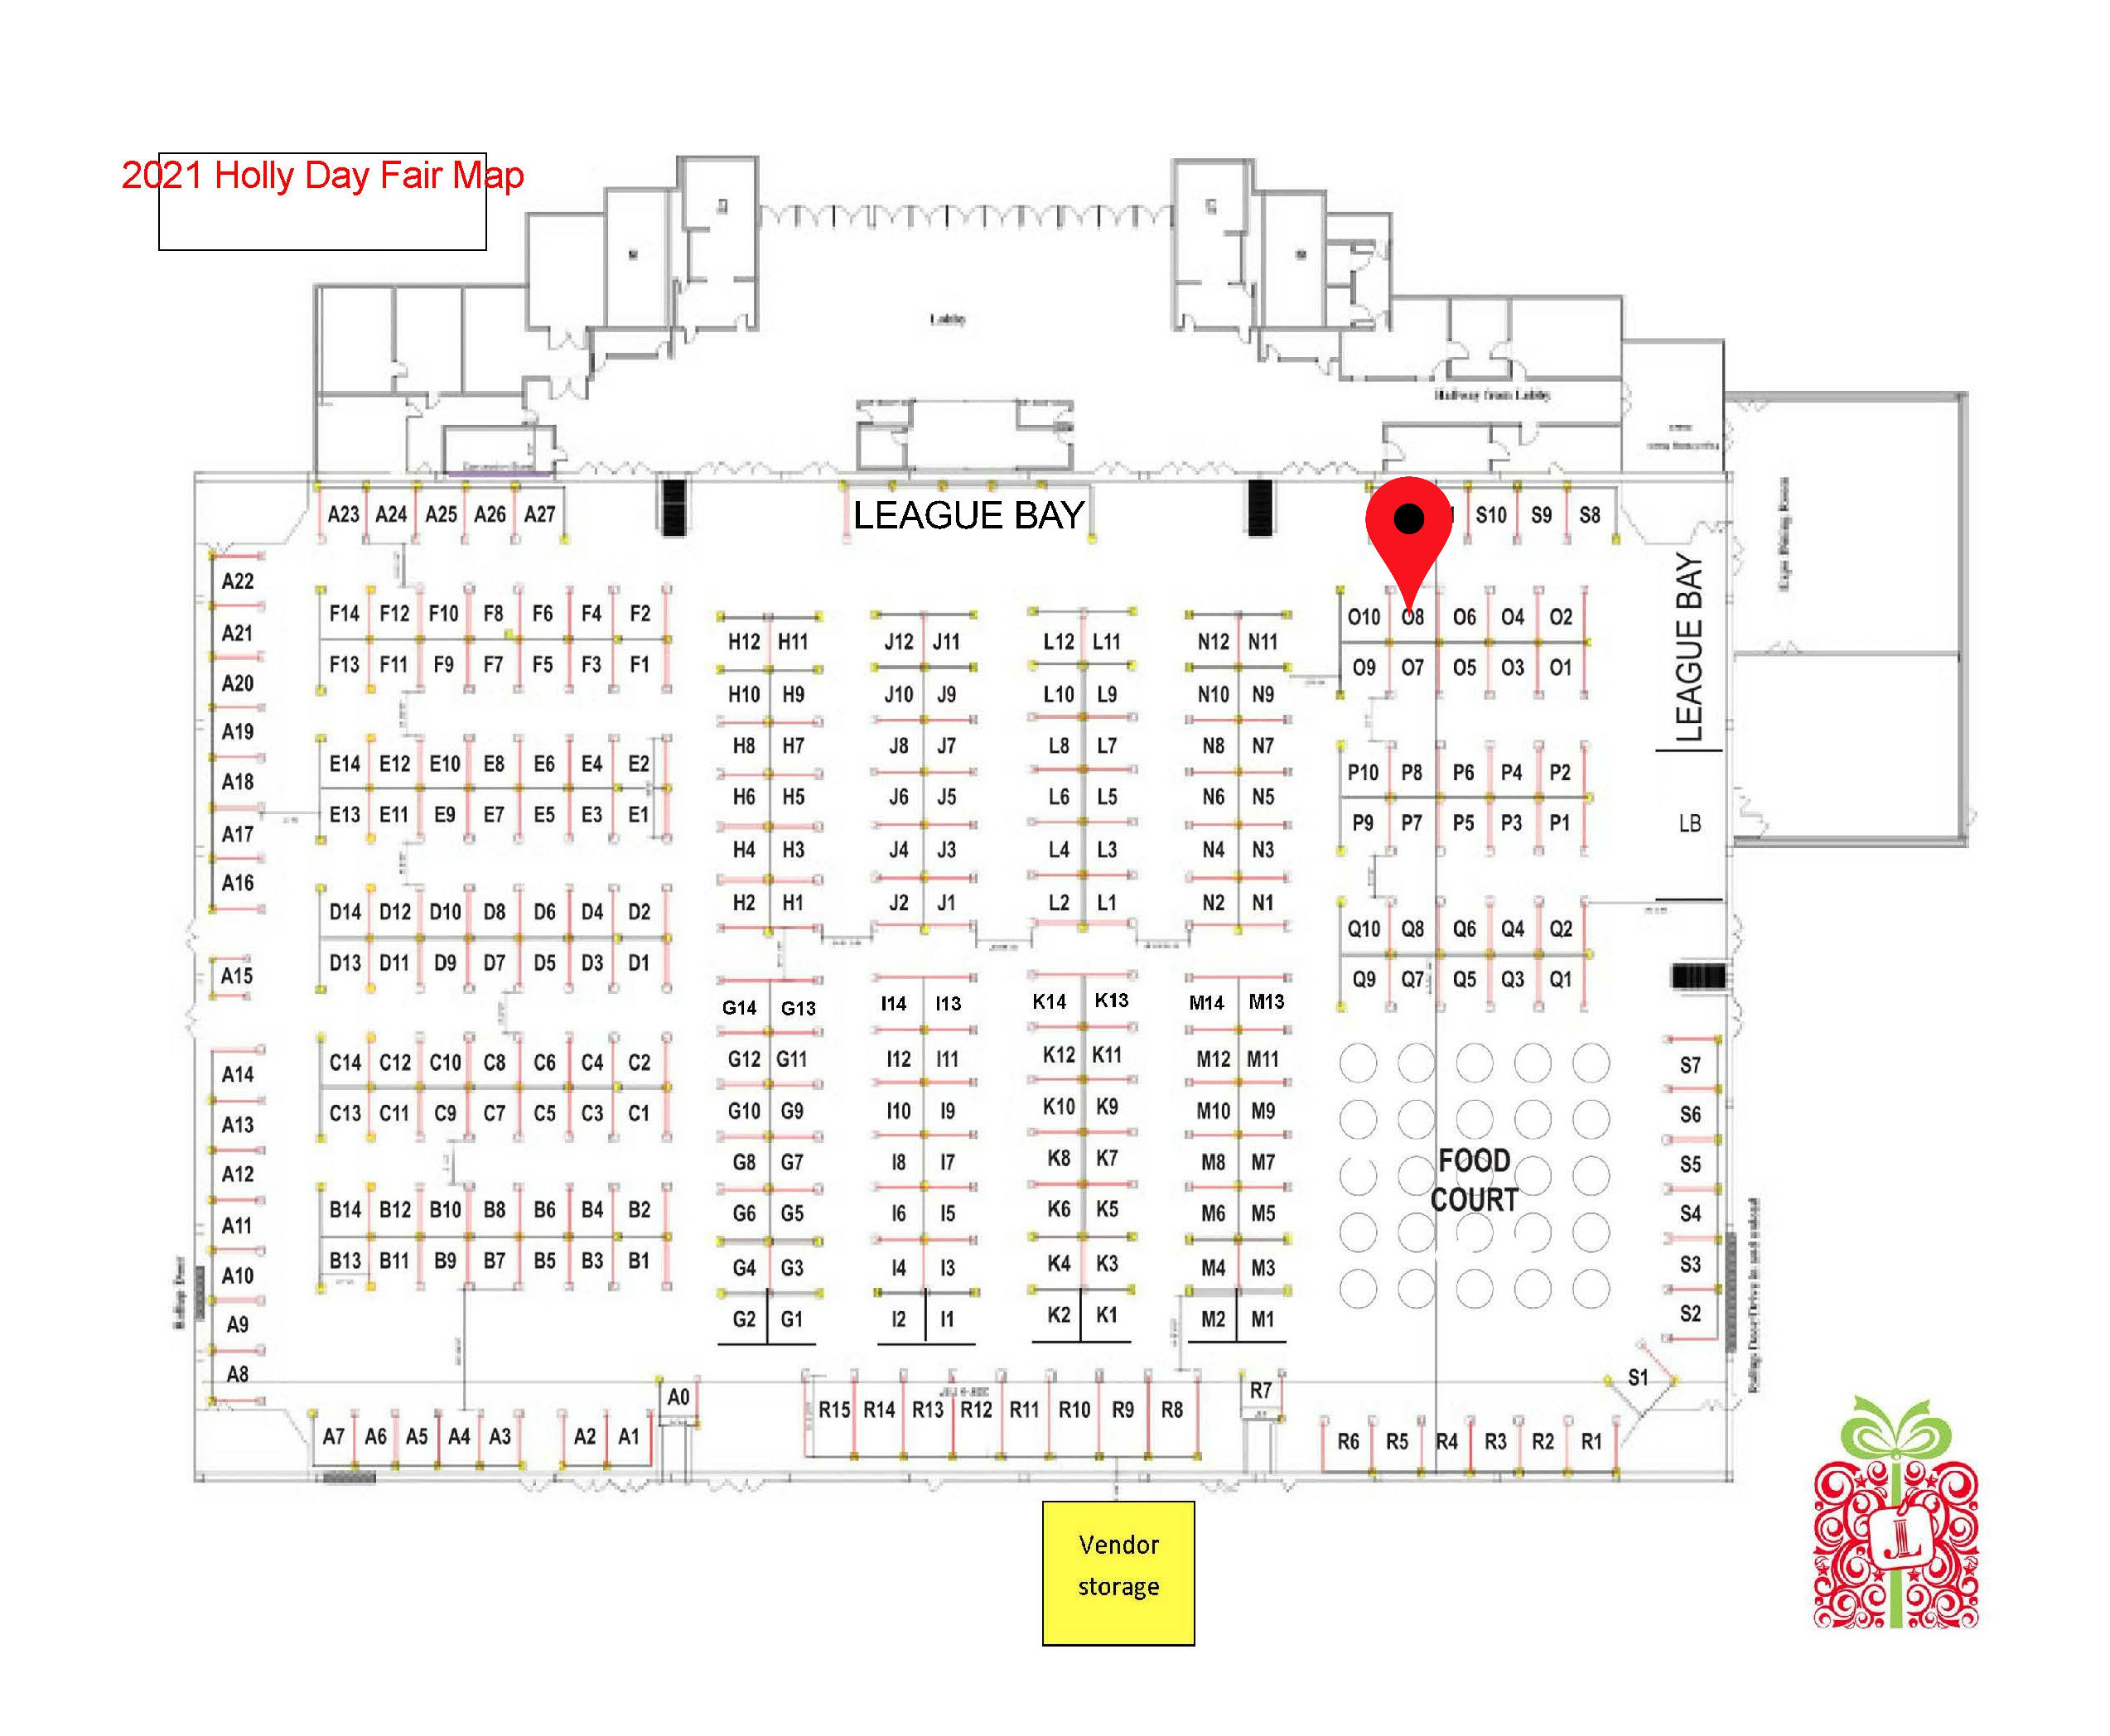 2021 Holly Day Fair Map
Lobby
Hallway from Lobby
LEAGUE BAY
A23 A24 A25 A26 A27
S10 S9 S8
A22
A21
A20
A19
A18
A17
A16
A15
A14
A13
A12
A11
A10
A9
A8
F14 F12 F10 F8 F6 F4 F2
F13 F11 F9 F7 F5 F3 F1
E14 E12 E10 E8 E6 E4 E2
E13 E11 E9 E7 E5 E3 E1
D14 D12 D10 D8 D6 D4 D2
D13 D11 D9 D7 D5 D3 D1
C14 C12 C10 C8 C6 C4 C2
C13 C11 C9 C7 C5 C3 C1
B14 B12 B10 B8 B6 B4 B2
B13 B11 B9 B7 B5 B3 B1
H12 H11
H10 H9
H8 H7
H6 H5
H4 H3
H2 H1
G14 G13
G12 G11
G10 G9
G8 G7
G6 G5
G4 G3
G2 G1
J12 J11
J10 J9
J8 J7
J6 J5
J4 J3
J2 J1
I14 I13
I12 I11
I10 I9
I8 I7
I6 I5
I4 I3
I2 I1
L12 L11
L10 L9
L8 L7
L6 L5
L4 L3
L2 L1
K14 K13
K12 K11
K10 K9
K8 K7
K6 K5
K4 K3
K2 K1
N12 N11
N10 N9
N8 N7
N6 N5
N4 N3
N2 N1
M14 M13
M12 M11
M10 M9
M8 M7
M6 M5
M4 M3
M2 M1
O10 O8 O6 O4 O2
O9 O7 O5 O3 O1
P10 P8 P6 P4 P2
P9 P7 P5 P3 P1
Q10 Q8 Q6 Q4 Q2
Q9 Q7 Q5 Q3 Q1
LEAGUE BAY
LB
Expo Dining Room
FOOD
COURT
S7
S6
S5
S4
S3
S2
S1
A7 A6 A5 A4 A3 A2 A1
A0
R15 R14 R13 R12 R11 R10 R9 R8
R7
R6 R5 R4 R3 R2 R1
Vendor
storage
JL